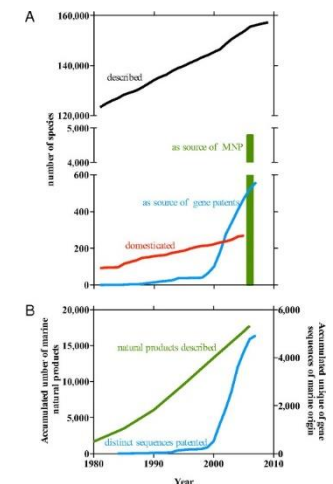 A
160,000
140,000
described
120,000
number of species
5,000
as source of MNP
4,000
600
as source of gene patents
400
domesticated
200
0
B
20,000
6,000
Accumulated umber of marine
natural products
natural products described
15,000
4,000
10,000
2,000
5,000
distinct sequences patented
0
0
Accumulated unique of gene
sequences of marine origin
1980
1990
2000
2010
Year